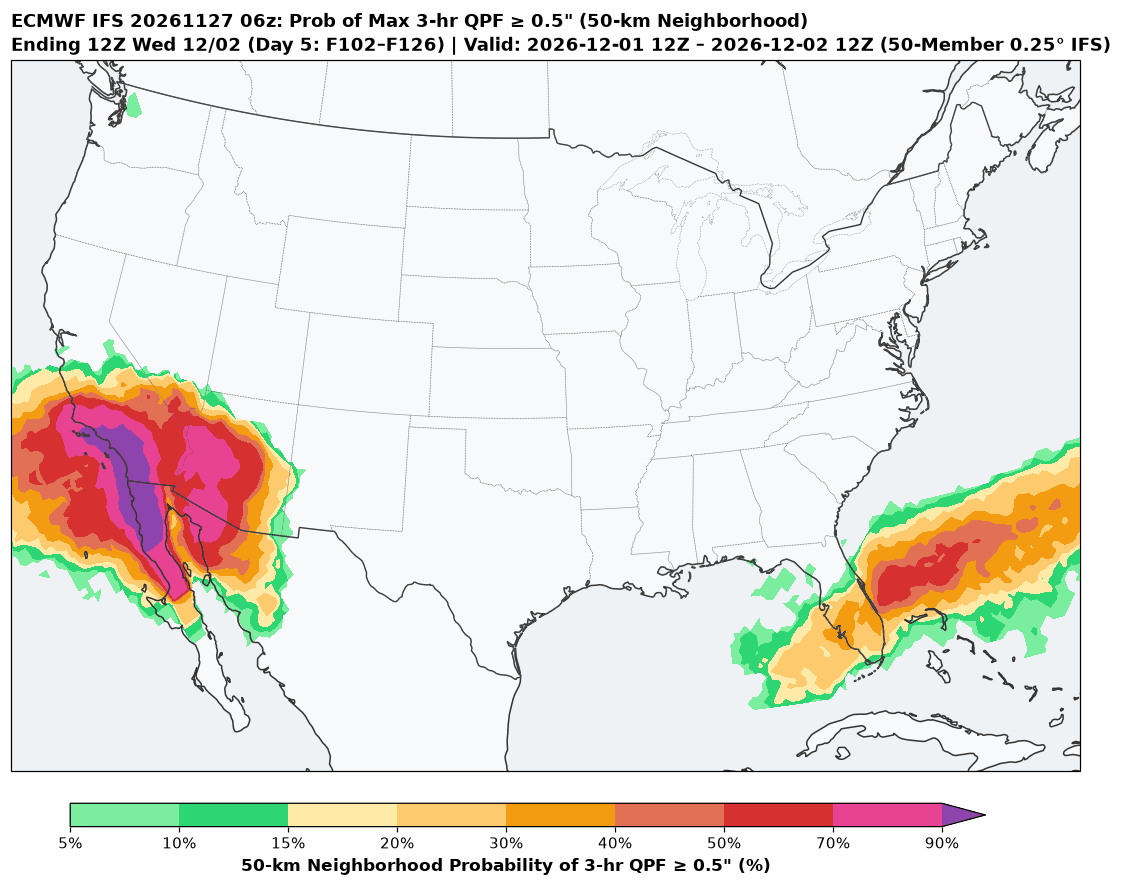 ECMWF IFS 20261127 06z: Prob of Max 3-hr QPF ≥ 0.5" (50-km Neighborhood)
Ending 12Z Wed 12/02 (Day 5: F102–F126) | Valid: 2026-12-01 12Z – 2026-12-02 12Z (50-Member 0.25° IFS)
5% 10% 15% 20% 30% 40% 50% 70% 90%
50-km Neighborhood Probability of 3-hr QPF ≥ 0.5" (%)